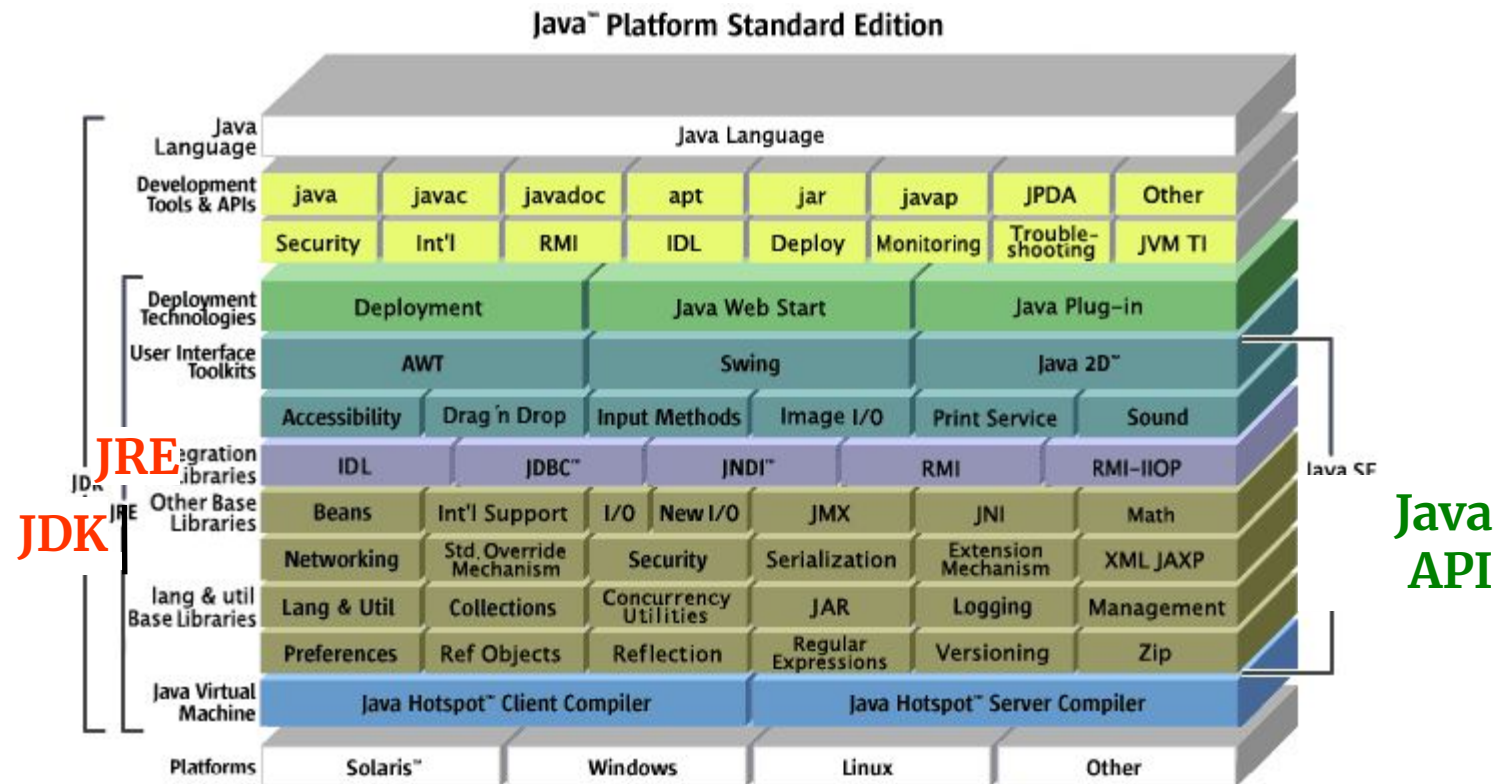 Java™ Platform Standard Edition
Java
Language
Java Language
Development
Tools & APIs
java javac javadoc apt jar javap JPDA Other
Security Int'l RMI IDL Deploy Monitoring Trouble-
shooting JVM TI
Deployment
Technologies
Deployment Java Web Start Java Plug-in
User Interface
Toolkits
AWT Swing Java 2D™
Accessibility Drag 'n Drop Input Methods Image I/O Print Service Sound
JRE
egration
ibraries
IDL JDBC™ JNDI™ RMI RMI-IIOP
JDK
Java SE
JRE
JDK
Other Base
Libraries
Beans Int'l Support I/O New I/O JMX JNI Math
Java
API
Networking Std. Override
Mechanism Security Serialization Extension
Mechanism XML JAXP
lang & util
Base Libraries
Lang & Util Collections Concurrency
Utilities JAR Logging Management
Preferences Ref Objects Reflection Regular
Expressions Versioning Zip
Java Virtual
Machine
Java Hotspot™ Client Compiler Java Hotspot™ Server Compiler
Platforms
Solaris™ Windows Linux Other